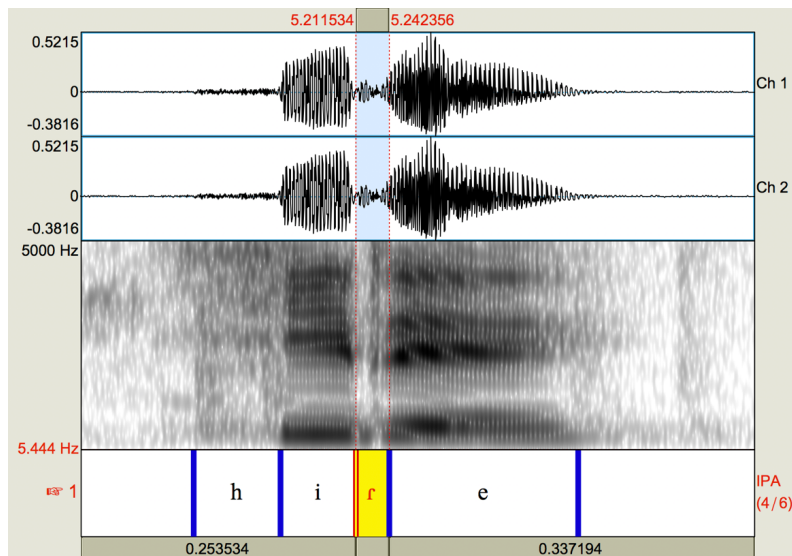 5.211534 5.242356
0.5215
0
-0.3816
Ch 1
0.5215
0
-0.3816
Ch 2
5000 Hz
5.444 Hz
☞ 1
h i ɾ e
IPA
(4/6)
0.253534 0.337194